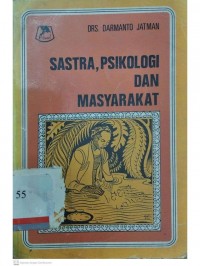 DRS. DARMANTO JATMAN
SASTRA, PSIKOLOGI
DAN
MASYARAKAT
55